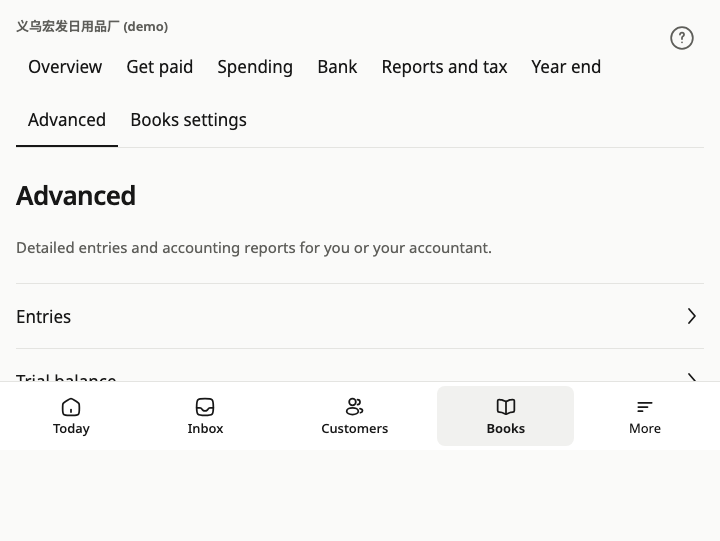 义乌宏发日用品厂 (demo)
?
Overview Get paid Spending Bank Reports and tax Year end
Advanced Books settings
Advanced
Detailed entries and accounting reports for you or your accountant.
Entries
Trial balance
Today Inbox Customers Books More